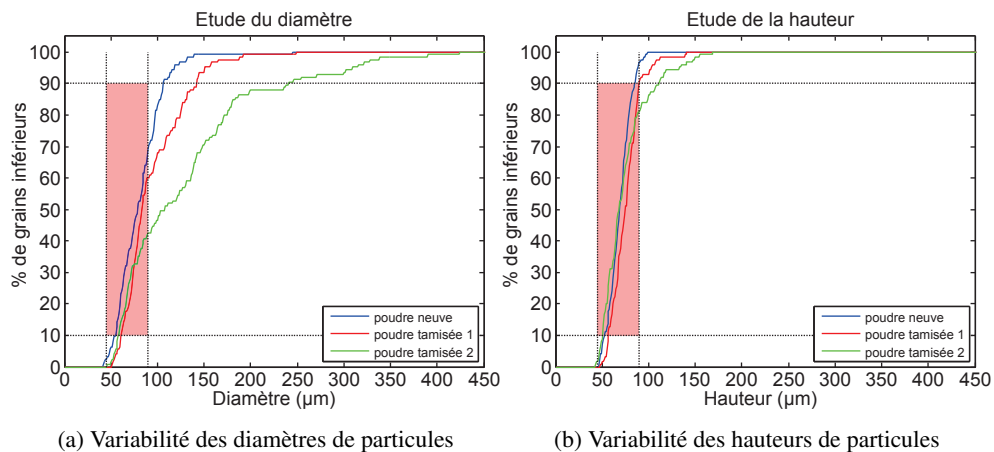 Etude du diamètre
% de grains inférieurs
100
90
80
70
60
50
40
30
20
10
0
0 50 100 150 200 250 300 350 400 450
Diamètre (µm)
poudre neuve
poudre tamisée 1
poudre tamisée 2
(a) Variabilité des diamètres de particules
Etude de la hauteur
% de grains inférieurs
100
90
80
70
60
50
40
30
20
10
0
0 50 100 150 200 250 300 350 400 450
Hauteur (µm)
poudre neuve
poudre tamisée 1
poudre tamisée 2
(b) Variabilité des hauteurs de particules